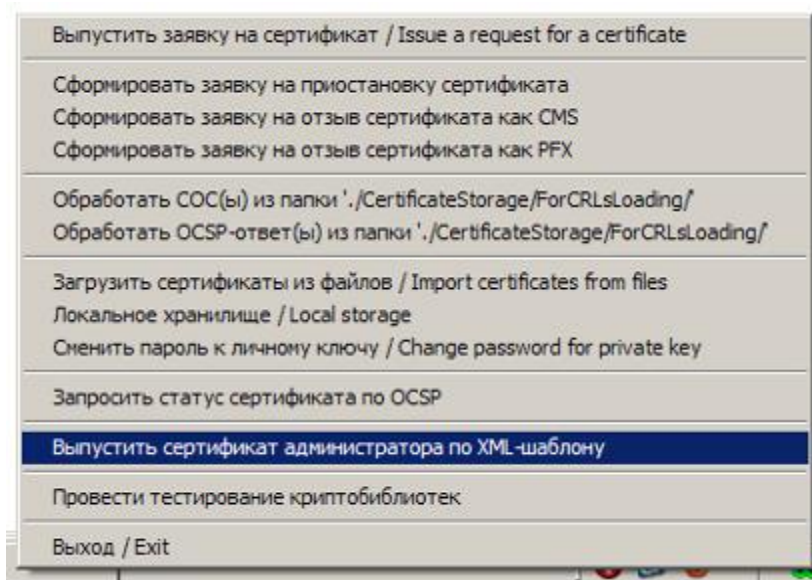 Выпустить заявку на сертификат / Issue a request for a certificate
Сформировать заявку на приостановку сертификата
Сформировать заявку на отзыв сертификата как CMS
Сформировать заявку на отзыв сертификата как PFX
Обработать СОС(ы) из папки './CertificateStorage/ForCRLsLoading/'
Обработать OCSP-ответ(ы) из папки './CertificateStorage/ForCRLsLoading/'
Загрузить сертификаты из файлов / Import certificates from files
Локальное хранилище / Local storage
Сменить пароль к личному ключу / Change password for private key
Запросить статус сертификата по OCSP
Выпустить сертификат администратора по XML-шаблону
Провести тестирование криптобиблиотек
Выход / Exit